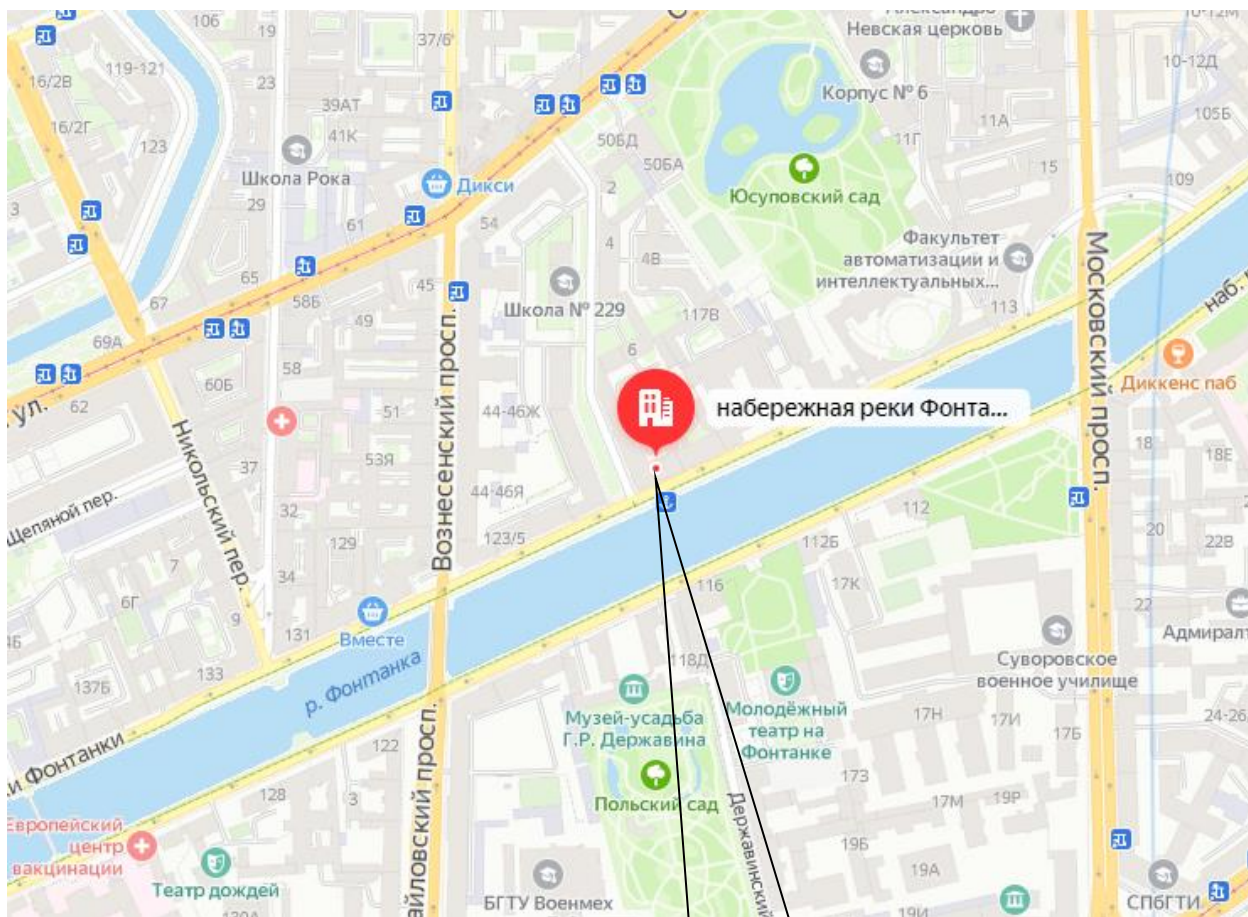 106
19
37/6
Александро-
Невская церковь
10-12М
16/2В
119-121
23
Корпус № 6
10-12Д
39АТ
105Б
16/2Г
41К
50БД
11Г
11А
123
Школа Рока
50БА
15
Дикси
2
Юсуповский сад
109
3
29
61
54
4
4В
Факультет
автоматизации и
интеллектуальных...
65
45
Школа № 229
113
наб.
67
58Б
49
117В
69А
6
Московский просп.
58
60Б
Диккенс паб
ул.
62
51
44-46Ж
набережная реки Фонта...
Никольский пер.
Вознесенский просп.
53Я
18
18Е
37
Щепяной пер.
32
44-46Я
112
129
123/5
20
112Б
22В
7
34
116
17К
6Г
9
22
4Б
131
Вместе
Адмиралт
118Д
Суворовское
военное училище
137Б
133
р. Фонтанка
Музей-усадьба
Г.Р. Державина
Молодёжный
театр на
Фонтанке
17Н
17И
17Б
24-26
и Фонтанки
122
173
128
3
Польский сад
17М
19Р
Европейский
центр
вакцинации
айловский просп.
Державинский
19Б
19А
Театр дождей
БГТУ Военмех
СПбГТИ
130А
19И